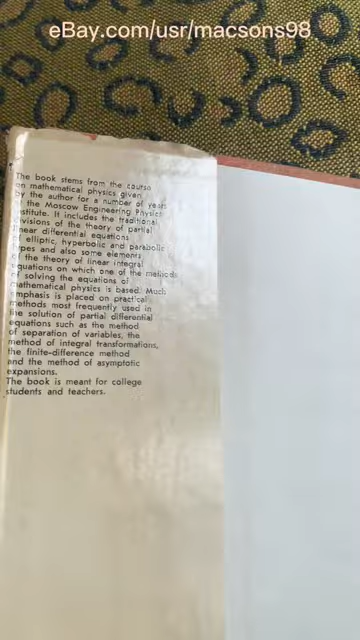 eBay.com/usr/macsons98
The book stems from the course
on mathematical physics given
by the author for a number of years
the Moscow Engineering Physics
Institute. It includes the traditional
divisions of the theory of partial
linear differential equations
of elliptic, hyperbolic and parabolic
types and also some elements
of the theory of linear integral
equations on which one of the methods
of solving the equations of
mathematical physics is based. Much
emphasis is placed on practical
methods most frequently used in
the solution of partial differential
equations such as the method
of separation of variables, the
method of integral transformations,
the finite-difference method
and the method of asymptotic
expansions.
The book is meant for college
students and teachers.